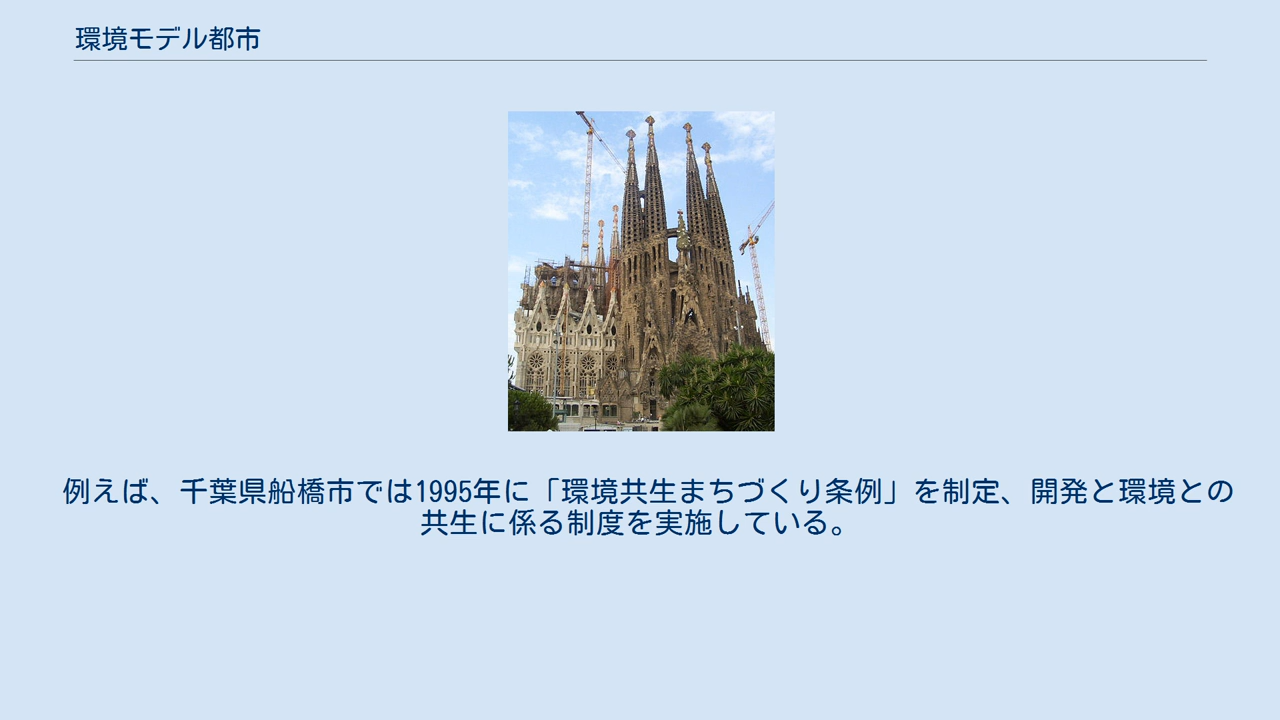 環境モデル都市
例えば、千葉県船橋市では1995年に「環境共生まちづくり条例」を制定、開発と環境との
共生に係る制度を実施している。